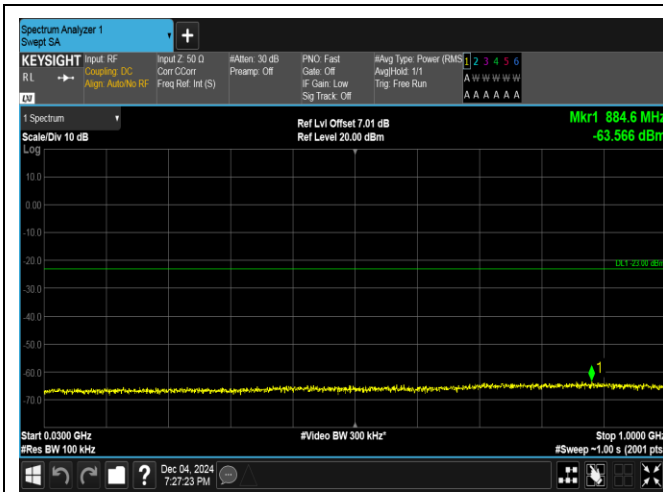 Spectrum Analyzer 1
Swept SA
+
KEYSIGHT
RL
LXI
Input: RF
Coupling: DC
Align: Auto/No RF
Input Z: 50 Ω
Corr CCorr
Freq Ref: Int (S)
#Atten: 30 dB
Preamp: Off
PNO: Fast
Gate: Off
IF Gain: Low
Sig Track: Off
#Avg Type: Power (RMS
Avg|Hold: 1/1
Trig: Free Run
1 2 3 4 5 6
A W W W W W
A A A A A A
1 Spectrum
Scale/Div 10 dB
Log
Ref Lvl Offset 7.01 dB
Ref Level 20.00 dBm
Mkr1 884.6 MHz
-63.566 dBm
10.0
0.00
-10.0
-20.0
DL1 -23.00 dBm
-30.0
-40.0
-50.0
-60.0
1
-70.0
Start 0.0300 GHz
#Res BW 100 kHz
#Video BW 300 kHz*
Stop 1.0000 GHz
#Sweep ~1.00 s (2001 pts
?
Dec 04, 2024
7:27:23 PM